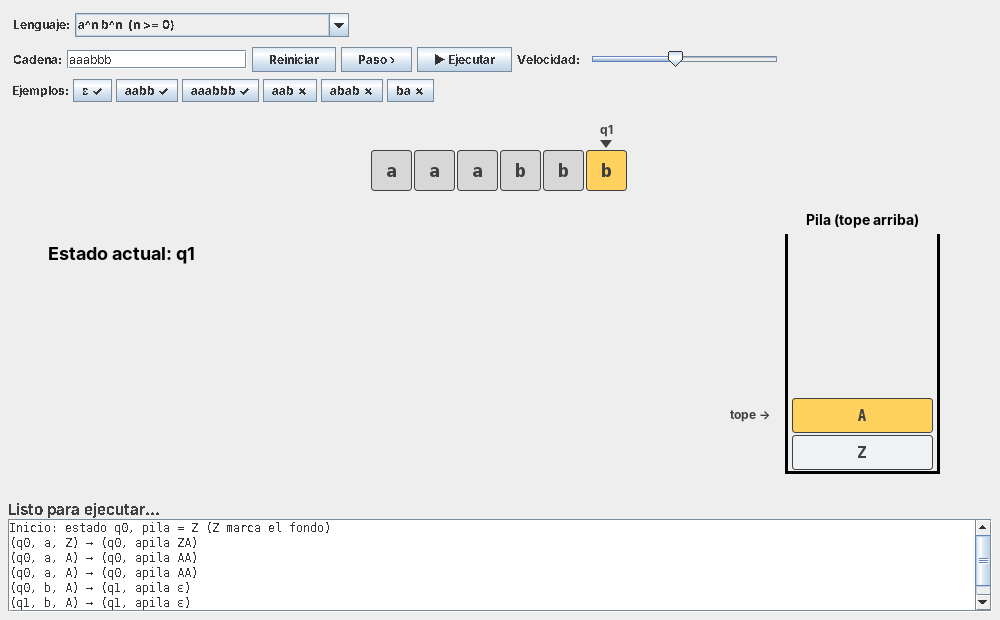 Lenguaje: a^n b^n (n >= 0)
Cadena: aaabbb Reiniciar Paso › ▶ Ejecutar Velocidad:
Ejemplos: ε ✓ aabb ✓ aaabbb ✓ aab × abab × ba ×
q1
a a a b b b
Pila (tope arriba)
Estado actual: q1
tope → A
Z
Listo para ejecutar...
Inicio: estado q0, pila = Z (Z marca el fondo)
(q0, a, Z) → (q0, apila ZA)
(q0, a, A) → (q0, apila AA)
(q0, a, A) → (q0, apila AA)
(q0, b, A) → (q1, apila ε)
(q1, b, A) → (q1, apila ε)